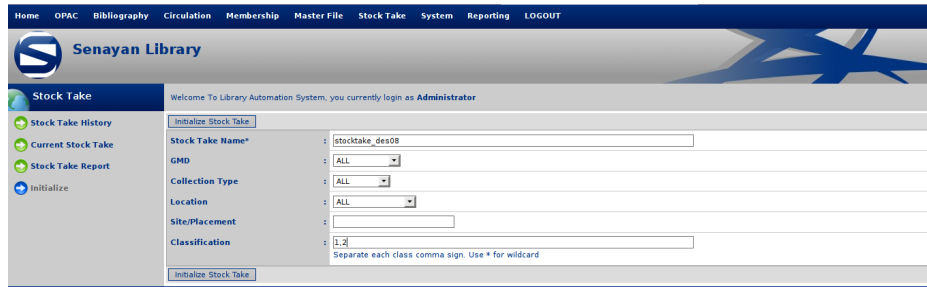 Home OPAC Bibliography Circulation Membership Master File Stock Take System Reporting LOGOUT
S Senayan Library
Stock Take
Welcome To Library Automation System, you currently login as Administrator
Stock Take History
Current Stock Take
Stock Take Report
Initialize
Initialize Stock Take
Stock Take Name* : stocktake_des08
GMD : ALL
Collection Type : ALL
Location : ALL
Site/Placement :
Classification : 1,2
Separate each class comma sign. Use * for wildcard
Initialize Stock Take